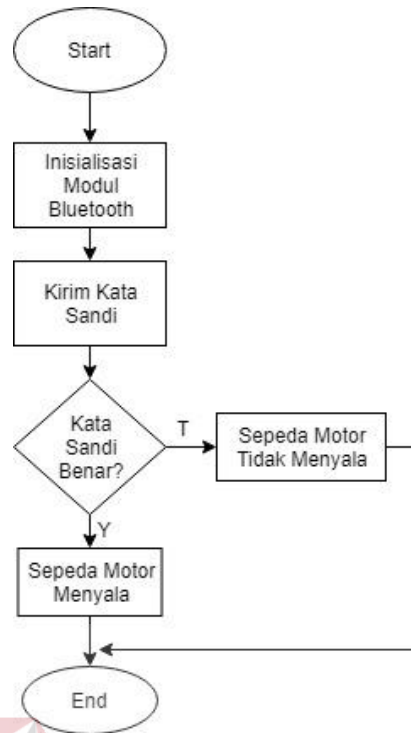 Start
Inisialisasi
Modul
Bluetooth
Kirim Kata
Sandi
Kata
Sandi
Benar?
T
Sepeda Motor
Tidak Menyala
Y
Sepeda Motor
Menyala
End